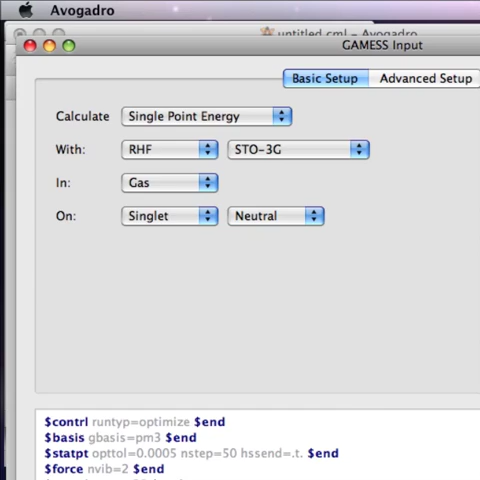 Avogadro
untitled.cml – Avogadro
GAMESS Input
Basic Setup Advanced Setup
Calculate Single Point Energy
With: RHF STO-3G
In: Gas
On: Singlet Neutral
$contrl runtyp=optimize $end
$basis gbasis=pm3 $end
$statpt opttol=0.0005 nstep=50 hssend=.t. $end
$force nvib=2 $end